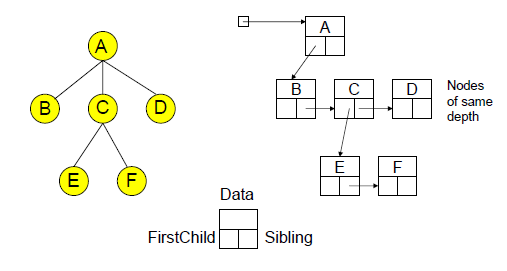 A
B
C
D
E
F
A
B
C
D
Nodes
of same
depth
E
F
Data
FirstChild
Sibling